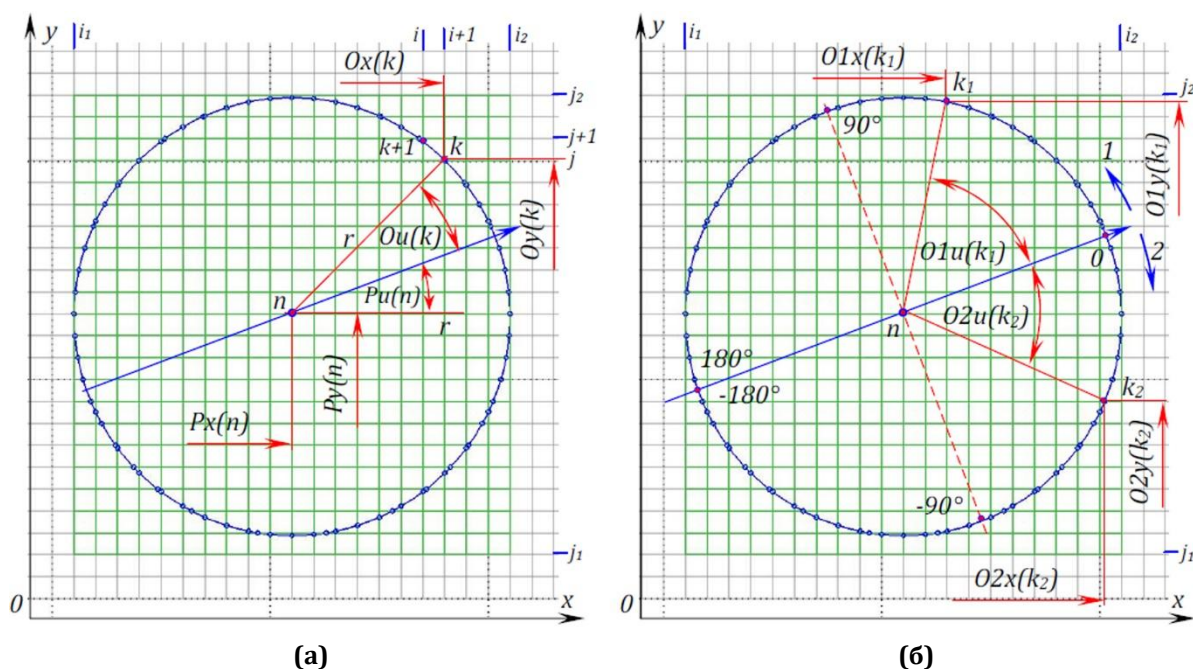 y
i₁
i
i+1
i₂
Ox(k)
j₂
j+1
j
k+1
k
r
Ou(k)
Oy(k)
n
Pu(n)
r
Py(n)
Px(n)
j₁
0
x
(а)
y
i₁
i₂
O1x(k₁)
k₁
j₂
90°
1
O1y(k₁)
O1u(k₁)
0
2
n
O2u(k₂)
180°
-180°
k₂
O2y(k₂)
-90°
j₁
O2x(k₂)
0
x
(б)